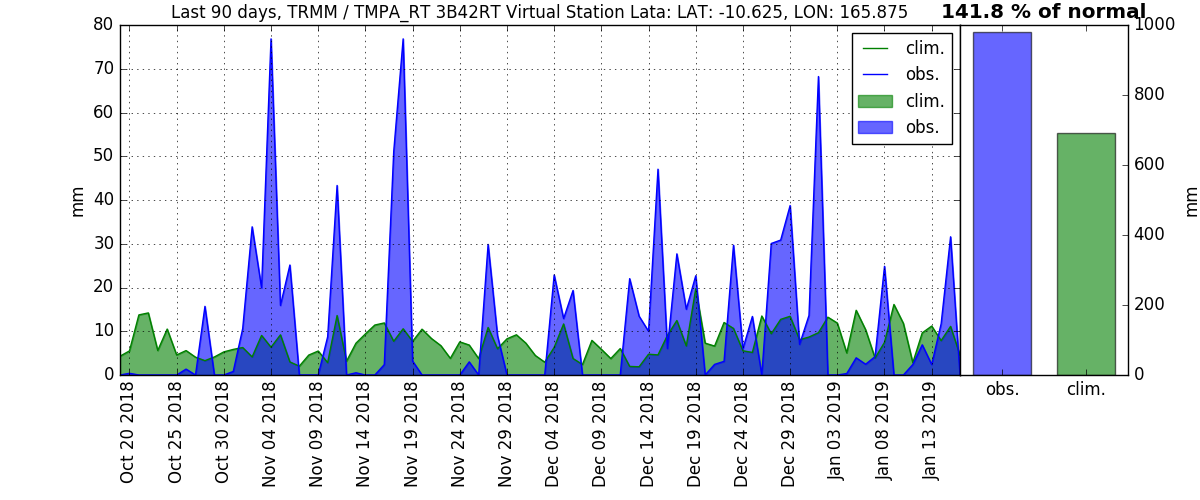 Last 90 days, TRMM / TMPA_RT 3B42RT Virtual Station Lata: LAT: -10.625, LON: 165.875
141.8 % of normal
80
70
60
50
40
30
20
10
0
mm
clim.
obs.
clim.
obs.
Oct 20 2018
Oct 25 2018
Oct 30 2018
Nov 04 2018
Nov 09 2018
Nov 14 2018
Nov 19 2018
Nov 24 2018
Nov 29 2018
Dec 04 2018
Dec 09 2018
Dec 14 2018
Dec 19 2018
Dec 24 2018
Dec 29 2018
Jan 03 2019
Jan 08 2019
Jan 13 2019
1000
800
600
400
200
0
mm
obs.
clim.